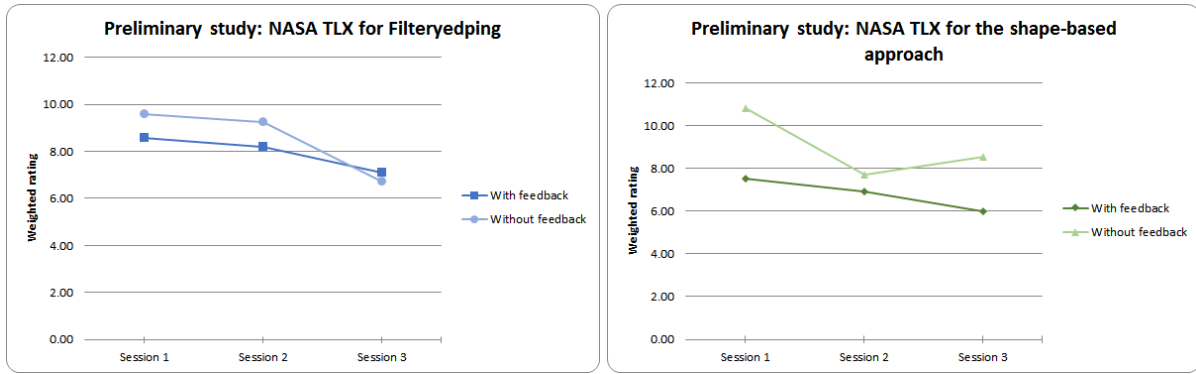 Preliminary study: NASA TLX for Filteryedping
12.00
10.00
8.00
6.00
4.00
2.00
0.00
Weighted rating
Session 1
Session 2
Session 3
With feedback
Without feedback
Preliminary study: NASA TLX for the shape-based
approach
12.00
10.00
8.00
6.00
4.00
2.00
0.00
Weighted rating
Session 1
Session 2
Session 3
With feedback
Without feedback